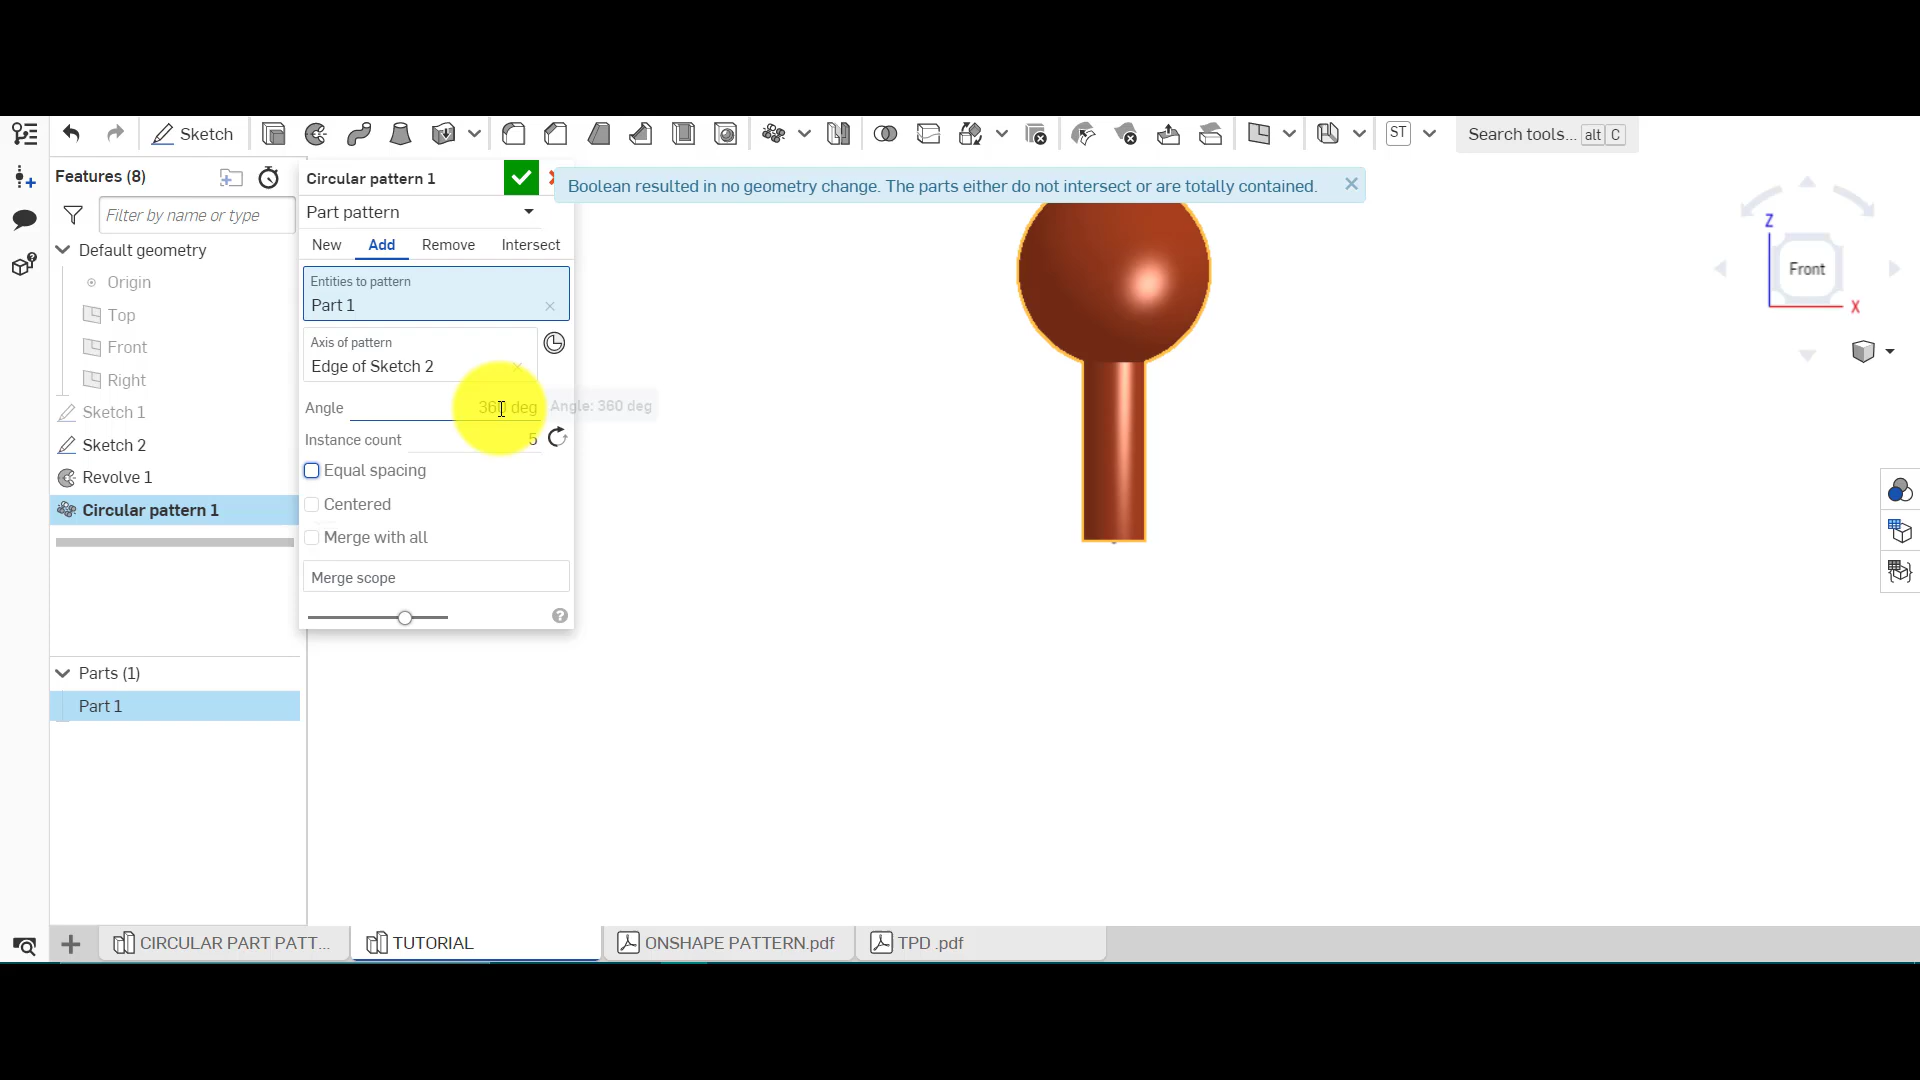 Sketch
ST
Search tools... alt C
Features (8)
Filter by name or type
Default geometry
Origin
Top
Front
Right
Sketch 1
Sketch 2
Revolve 1
Circular pattern 1
Parts (1)
Part 1
Circular pattern 1
Part pattern
New Add Remove Intersect
Entities to pattern
Part 1
Axis of pattern
Edge of Sketch 2
Angle 360 deg
Angle: 360 deg
Instance count 5
Equal spacing
Centered
Merge with all
Merge scope
Boolean resulted in no geometry change. The parts either do not intersect or are totally contained.
Z
Front
X
CIRCULAR PART PATT...
TUTORIAL
ONSHAPE PATTERN.pdf
TPD .pdf